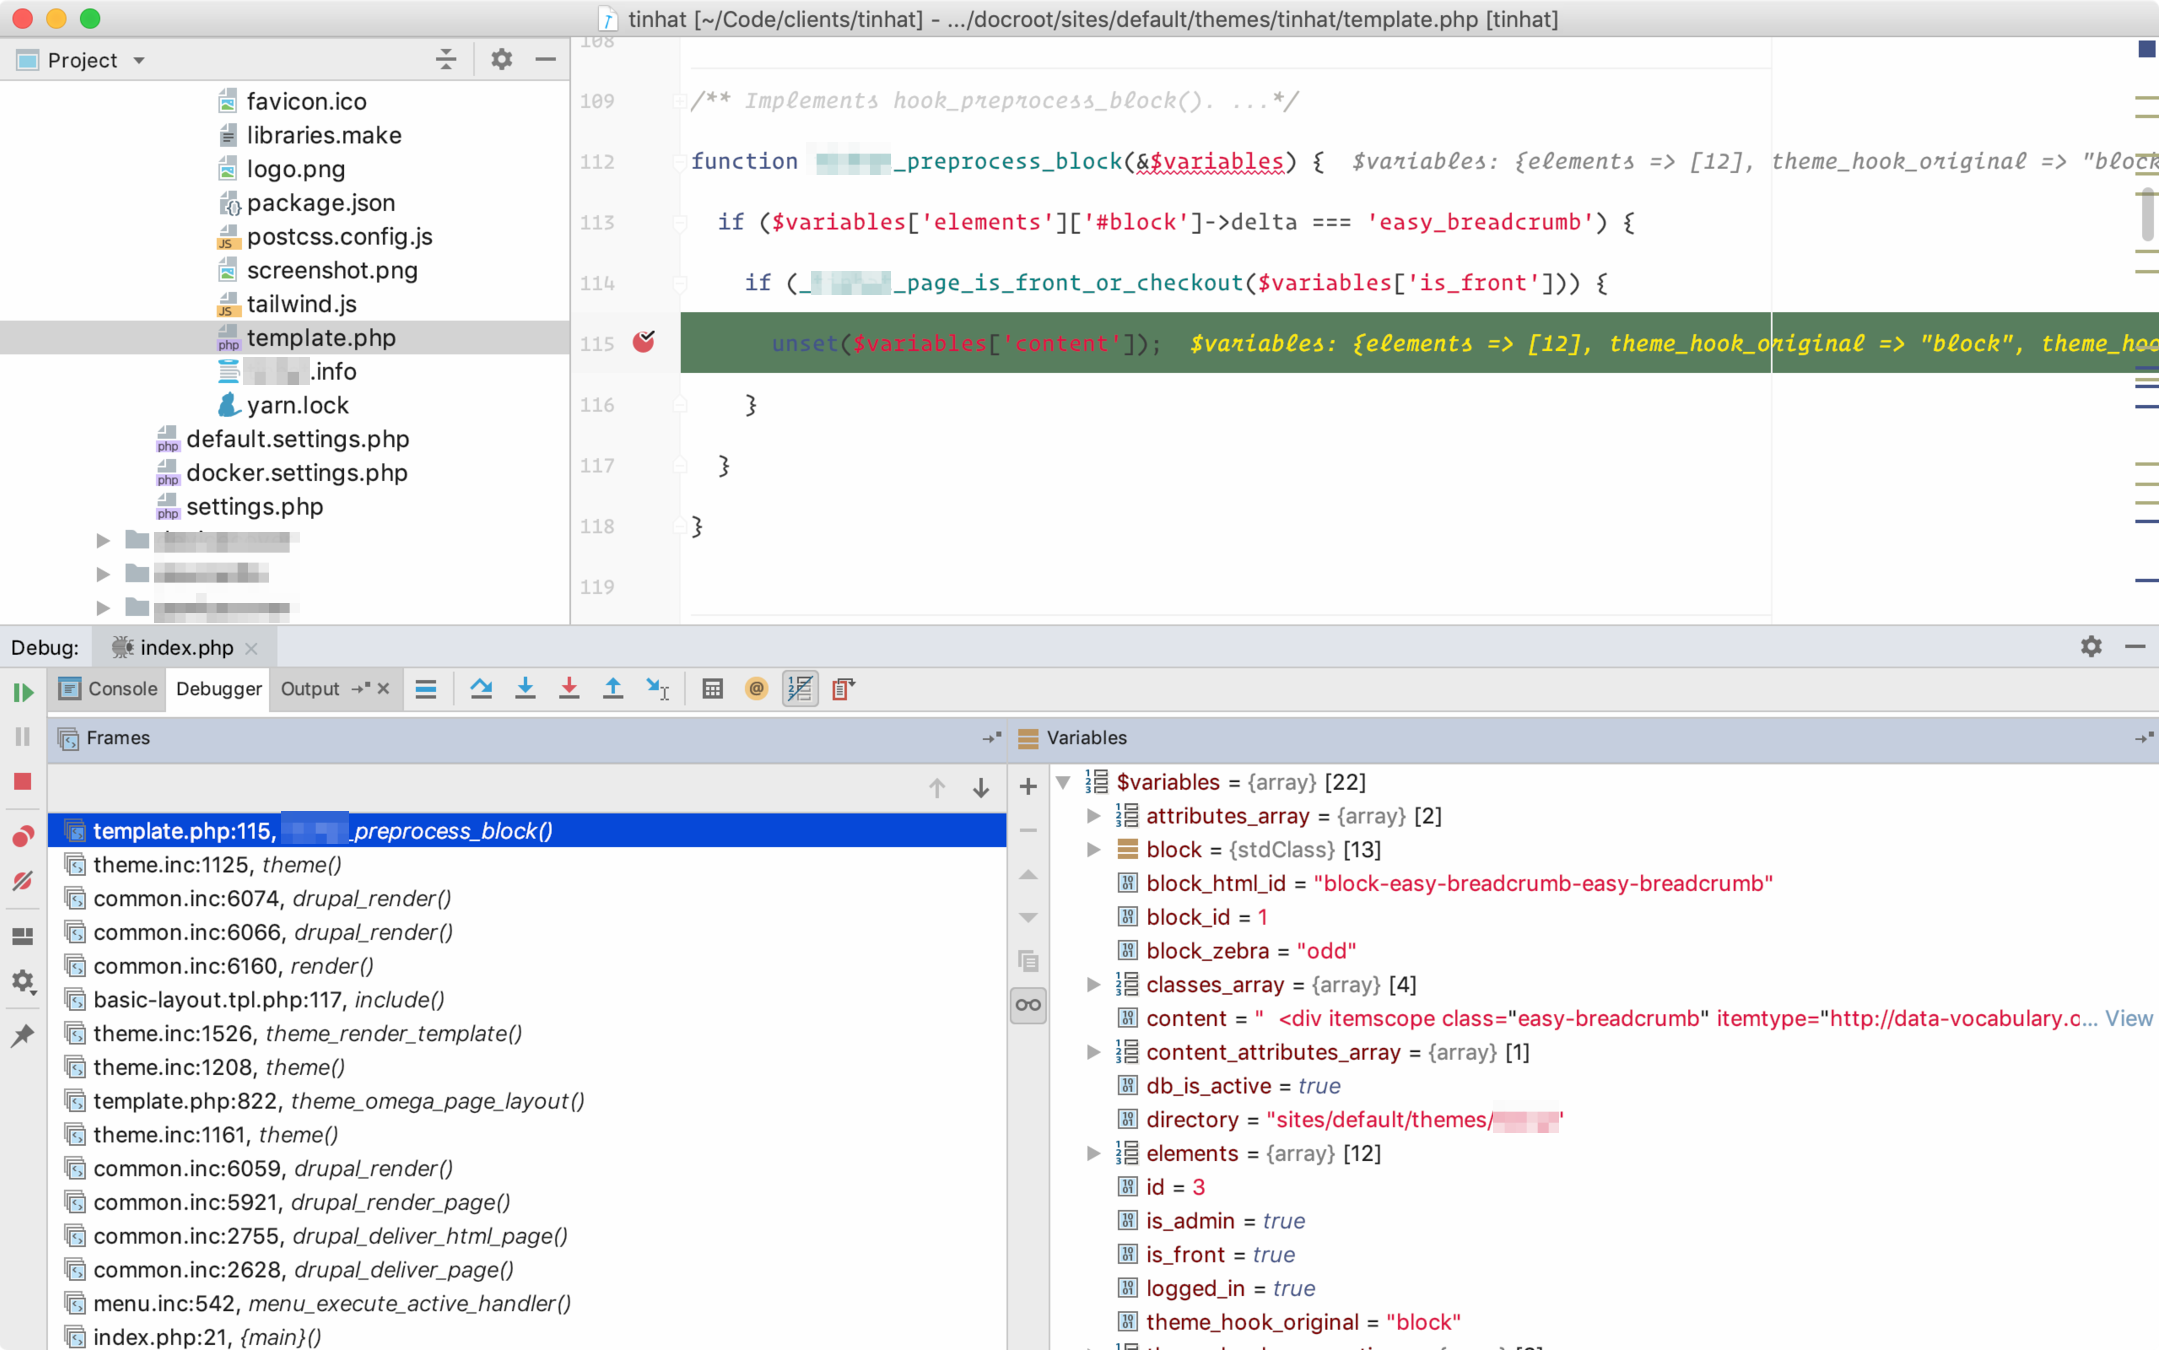 tinhat [~/Code/clients/tinhat] - .../docroot/sites/default/themes/tinhat/template.php [tinhat]
Project
favicon.ico
libraries.make
logo.png
package.json
postcss.config.js
screenshot.png
tailwind.js
template.php
.info
yarn.lock
default.settings.php
docker.settings.php
settings.php
108
109 /** Implements hook_preprocess_block(). ...*/
112 function _preprocess_block(&$variables) { $variables: {elements => [12], theme_hook_original => "block
113 if ($variables['elements']['#block']->delta === 'easy_breadcrumb') {
114 if (_ _page_is_front_or_checkout($variables['is_front'])) {
115 unset($variables['content']); $variables: {elements => [12], theme_hook_original => "block", theme_hoo
116 }
117 }
118 }
119
Debug: index.php
Console Debugger Output
Frames
template.php:115, _preprocess_block()
theme.inc:1125, theme()
common.inc:6074, drupal_render()
common.inc:6066, drupal_render()
common.inc:6160, render()
basic-layout.tpl.php:117, include()
theme.inc:1526, theme_render_template()
theme.inc:1208, theme()
template.php:822, theme_omega_page_layout()
theme.inc:1161, theme()
common.inc:6059, drupal_render()
common.inc:5921, drupal_render_page()
common.inc:2755, drupal_deliver_html_page()
common.inc:2628, drupal_deliver_page()
menu.inc:542, menu_execute_active_handler()
index.php:21, {main}()
Variables
$variables = {array} [22]
attributes_array = {array} [2]
block = {stdClass} [13]
block_html_id = "block-easy-breadcrumb-easy-breadcrumb"
block_id = 1
block_zebra = "odd"
classes_array = {array} [4]
content = " <div itemscope class="easy-breadcrumb" itemtype="http://data-vocabulary.o... View
content_attributes_array = {array} [1]
db_is_active = true
directory = "sites/default/themes/
elements = {array} [12]
id = 3
is_admin = true
is_front = true
logged_in = true
theme_hook_original = "block"